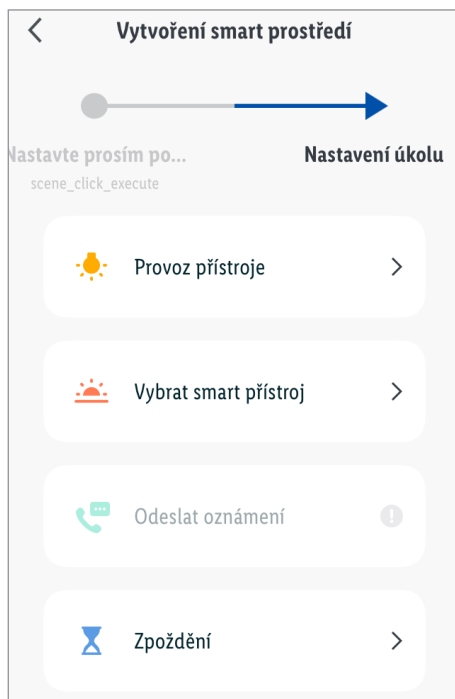 Vytvoření smart prostředí
Nastavte prosím po...
Nastavení úkolu
scene_click_execute
Provoz přístroje
Vybrat smart přístroj
Odeslat oznámení
Zpoždění